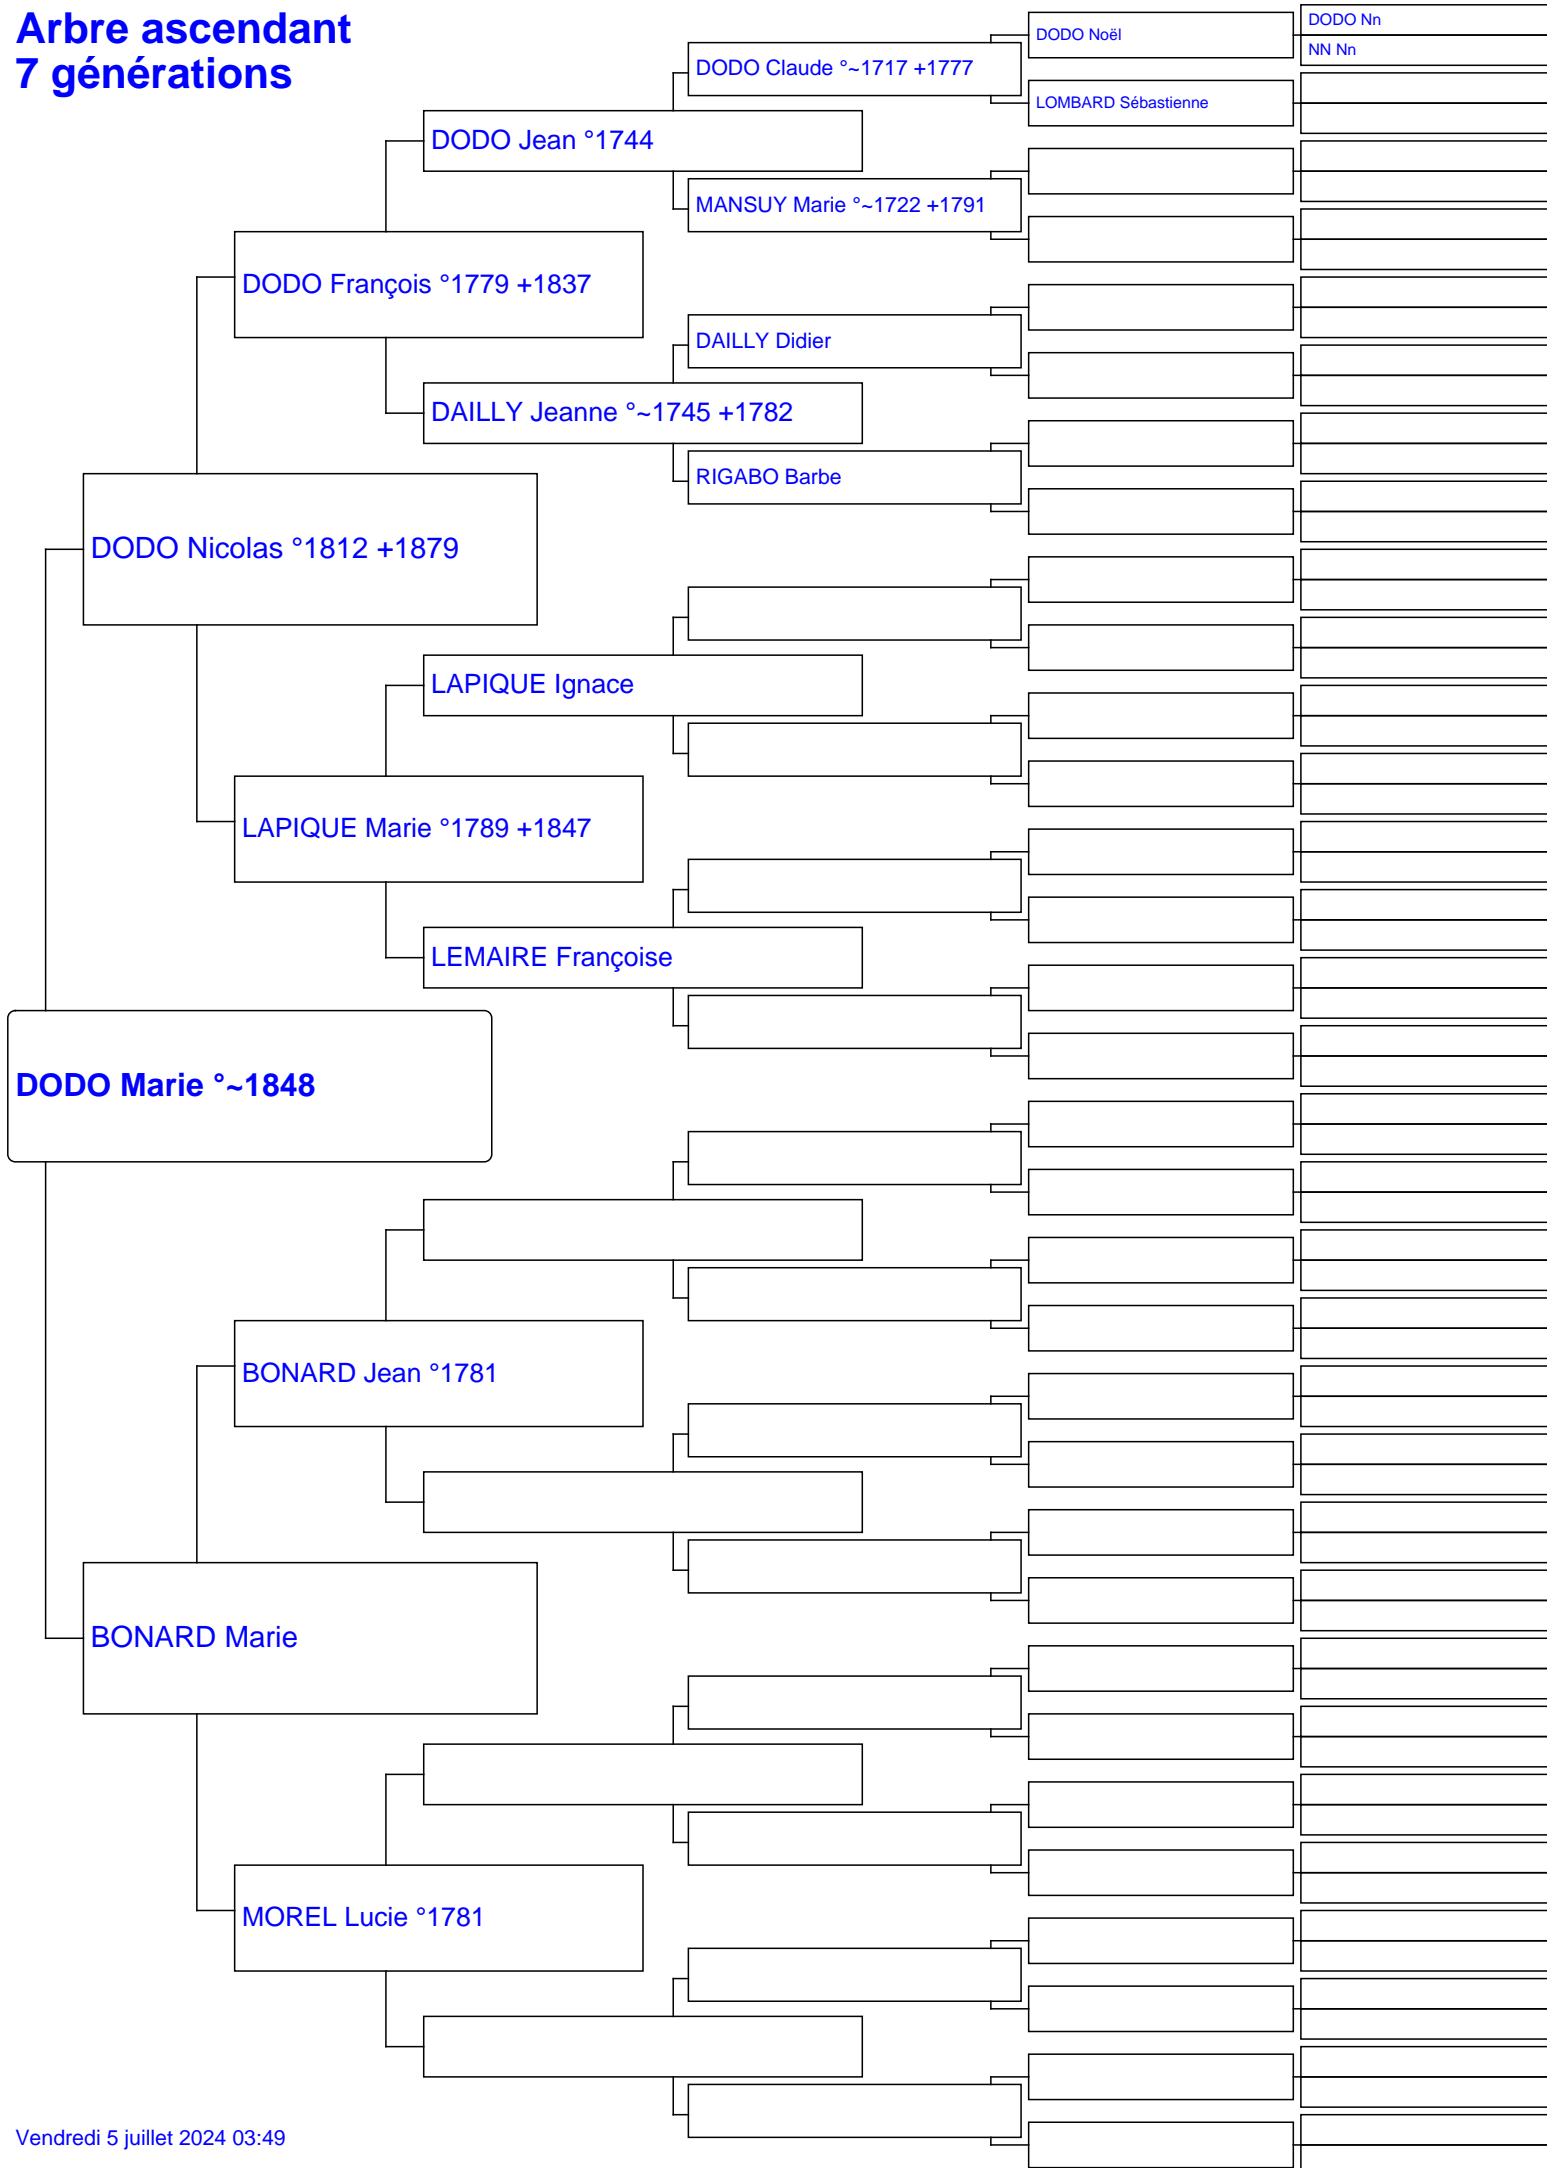 Arbre ascendant
7 générations
DODO Nn
DODO Noël
NN Nn
DODO Claude °~1717 +1777
LOMBARD Sébastienne
DODO Jean °1744
MANSUY Marie °~1722 +1791
DODO François °1779 +1837
DAILLY Didier
DAILLY Jeanne °~1745 +1782
RIGABO Barbe
DODO Nicolas °1812 +1879
LAPIQUE Ignace
LAPIQUE Marie °1789 +1847
LEMAIRE Françoise
DODO Marie °~1848
BONARD Jean °1781
BONARD Marie
MOREL Lucie °1781
Vendredi 5 juillet 2024 03:49